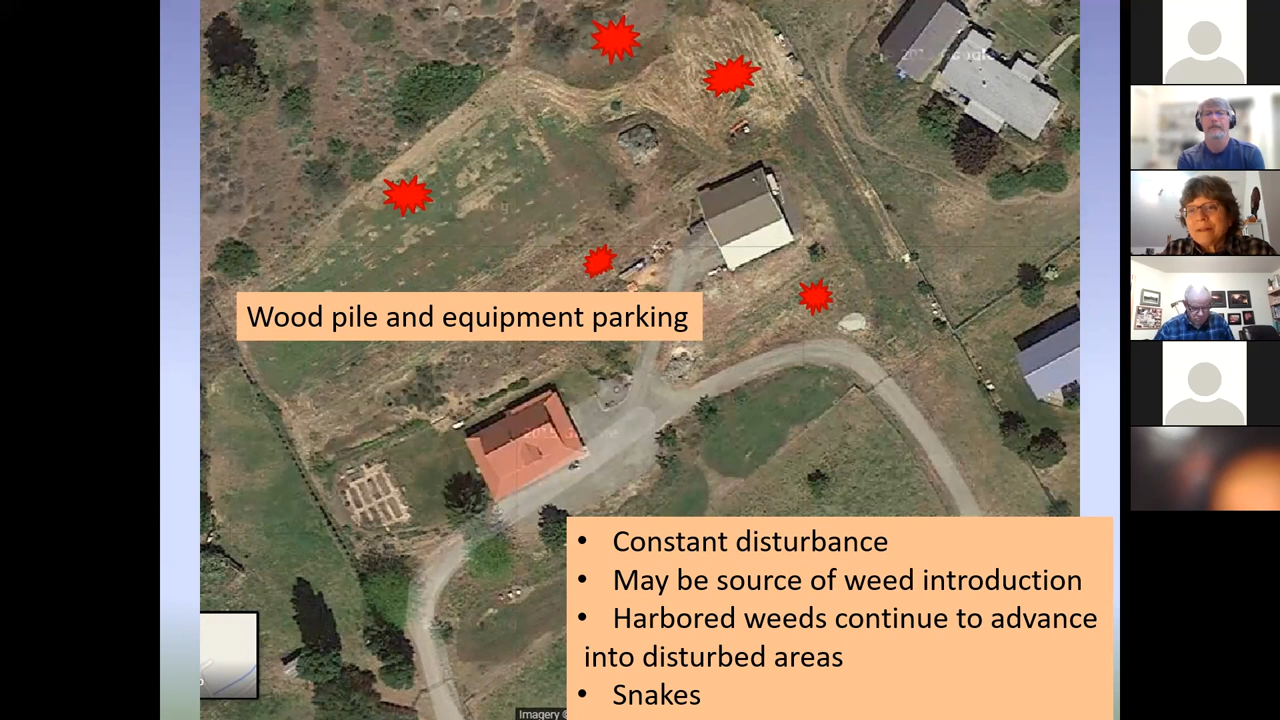 Wood pile and equipment parking
• Constant disturbance
• May be source of weed introduction
• Harbored weeds continue to advance
into disturbed areas
• Snakes
Imagery ©